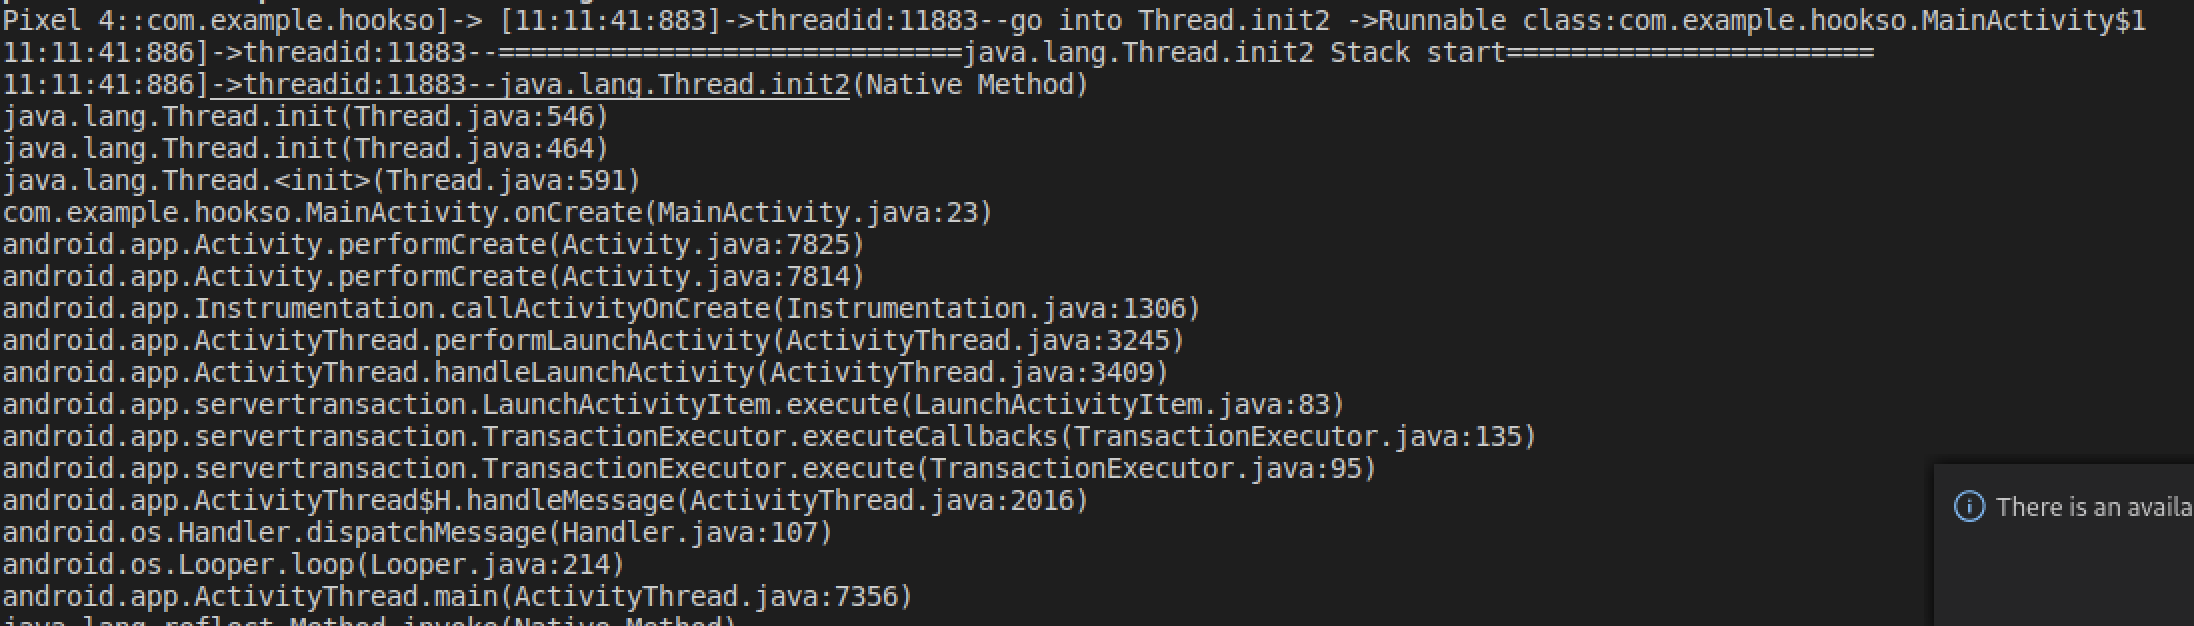 Pixel 4::com.example.hookso]-> [11:11:41:883]->threadid:11883--go into Thread.init2 ->Runnable class:com.example.hookso.MainActivity$1
11:11:41:886]->threadid:11883--=============================java.lang.Thread.init2 Stack start=======================
11:11:41:886]->threadid:11883--java.lang.Thread.init2(Native Method)
java.lang.Thread.init(Thread.java:546)
java.lang.Thread.init(Thread.java:464)
java.lang.Thread.<init>(Thread.java:591)
com.example.hookso.MainActivity.onCreate(MainActivity.java:23)
android.app.Activity.performCreate(Activity.java:7825)
android.app.Activity.performCreate(Activity.java:7814)
android.app.Instrumentation.callActivityOnCreate(Instrumentation.java:1306)
android.app.ActivityThread.performLaunchActivity(ActivityThread.java:3245)
android.app.ActivityThread.handleLaunchActivity(ActivityThread.java:3409)
android.app.servertransaction.LaunchActivityItem.execute(LaunchActivityItem.java:83)
android.app.servertransaction.TransactionExecutor.executeCallbacks(TransactionExecutor.java:135)
android.app.servertransaction.TransactionExecutor.execute(TransactionExecutor.java:95)
android.app.ActivityThread$H.handleMessage(ActivityThread.java:2016)
There is an availa
android.os.Handler.dispatchMessage(Handler.java:107)
android.os.Looper.loop(Looper.java:214)
android.app.ActivityThread.main(ActivityThread.java:7356)
java.lang.reflect.Method.invoke(Native Method)